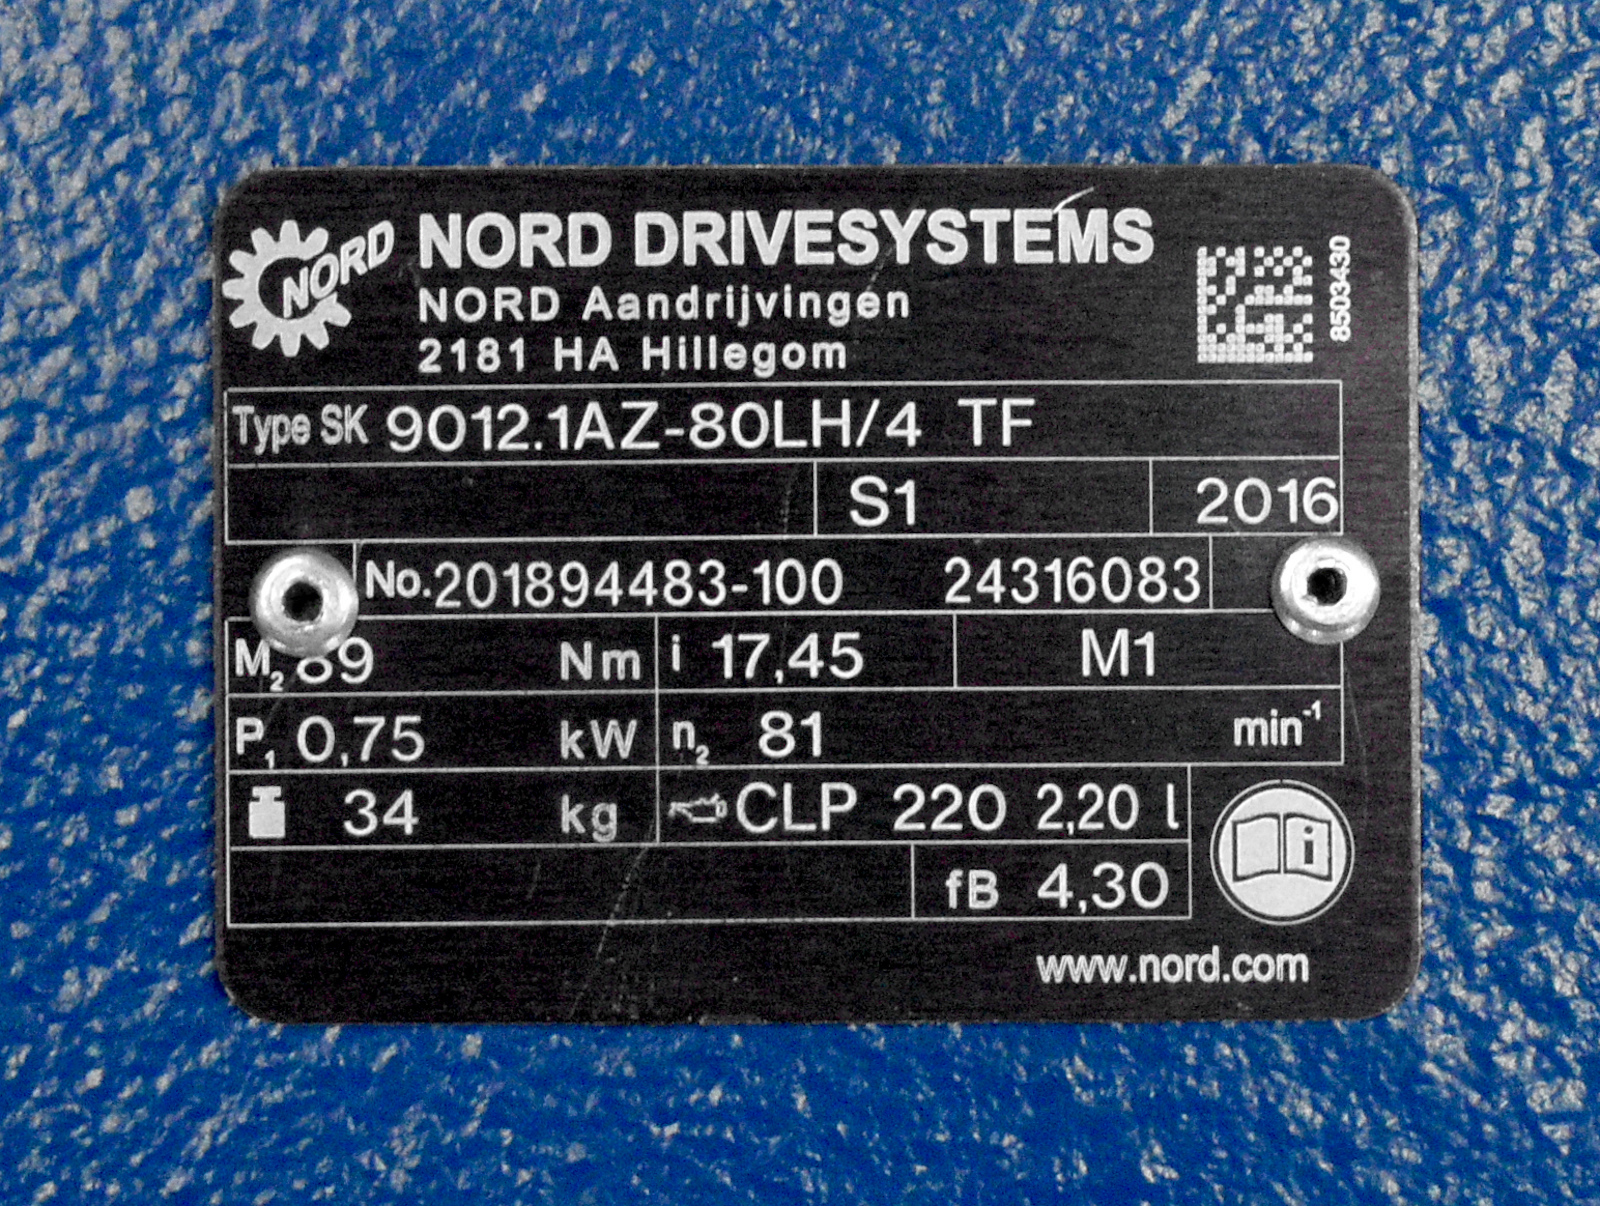 NORD
NORD DRIVESYSTEMS
NORD Aandrijvingen
2181 HA Hillegom
8503430
Type SK 9012.1AZ-80LH/4 TF
S1 2016
No. 201894483-100 24316083
M2 89 Nm i 17,45 M1
P1 0,75 kW n2 81 min-1
34 kg CLP 220 2,20 l
i
fB 4,30
www.nord.com